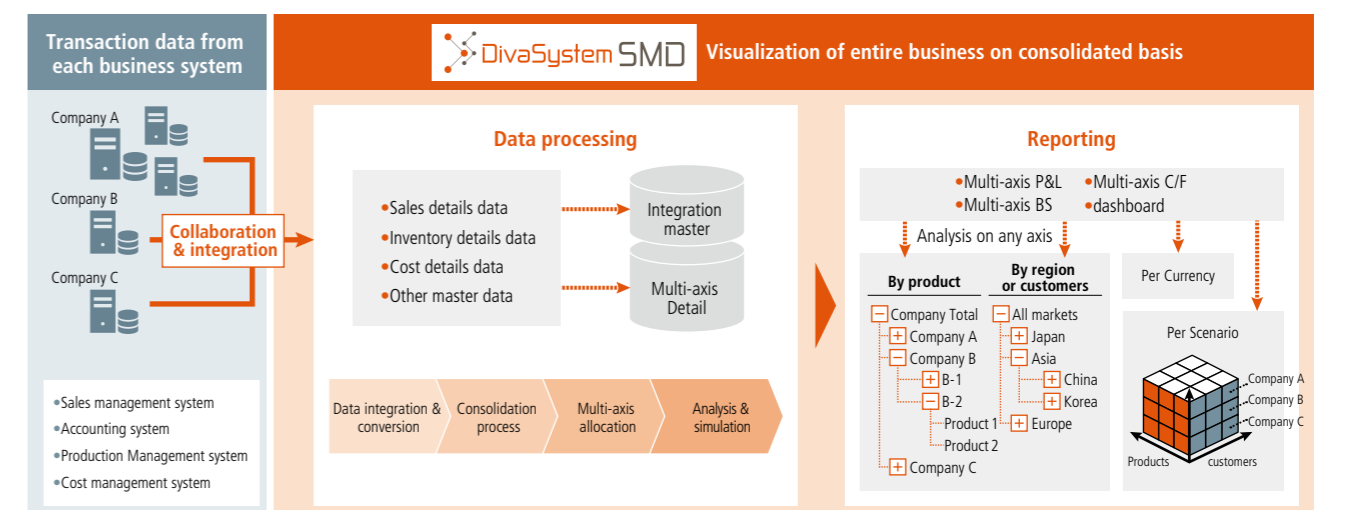 Transaction data from
each business system
DivaSystem SMD
Visualization of entire business on consolidated basis
Company A
Company B
Company C
Collaboration
& integration
•Sales management system
•Accounting system
•Production Management system
•Cost management system
Data processing
•Sales details data
•Inventory details data
•Cost details data
•Other master data
Integration
master
Multi-axis
Detail
Data integration &
conversion
Consolidation
process
Multi-axis
allocation
Analysis &
simulation
Reporting
•Multi-axis P&L
•Multi-axis BS
•Multi-axis C/F
•dashboard
Analysis on any axis
By product
Company Total
Company A
Company B
B-1
B-2
Product 1
Product 2
Company C
By region
or customers
All markets
Japan
Asia
China
Korea
Europe
Per Currency
Per Scenario
Company A
Company B
Company C
Products
customers